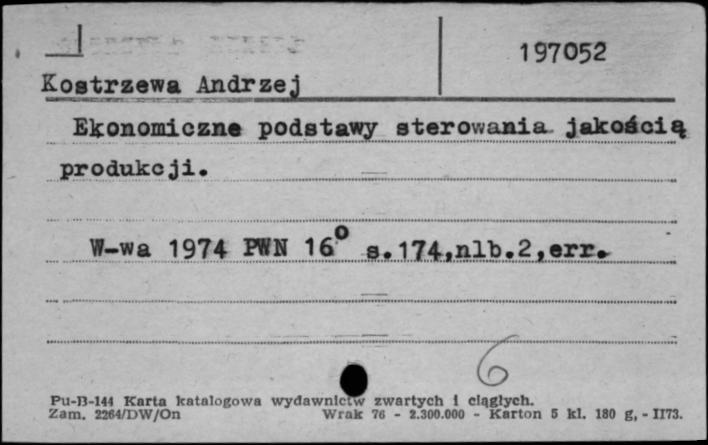 197052
Kostrzewa Andrzej
Ekonomiczne podstawy sterowania jakością
produkcji.
W-wa 1974 PWN 16° s.174,nlb.2,err.
6
Pu-B-144 Karta katalogowa wydawnictw zwartych i ciągłych.
Zam. 2264/DW/On Wrak 76 - 2.300.000 - Karton 5 kl. 180 g, - II73.